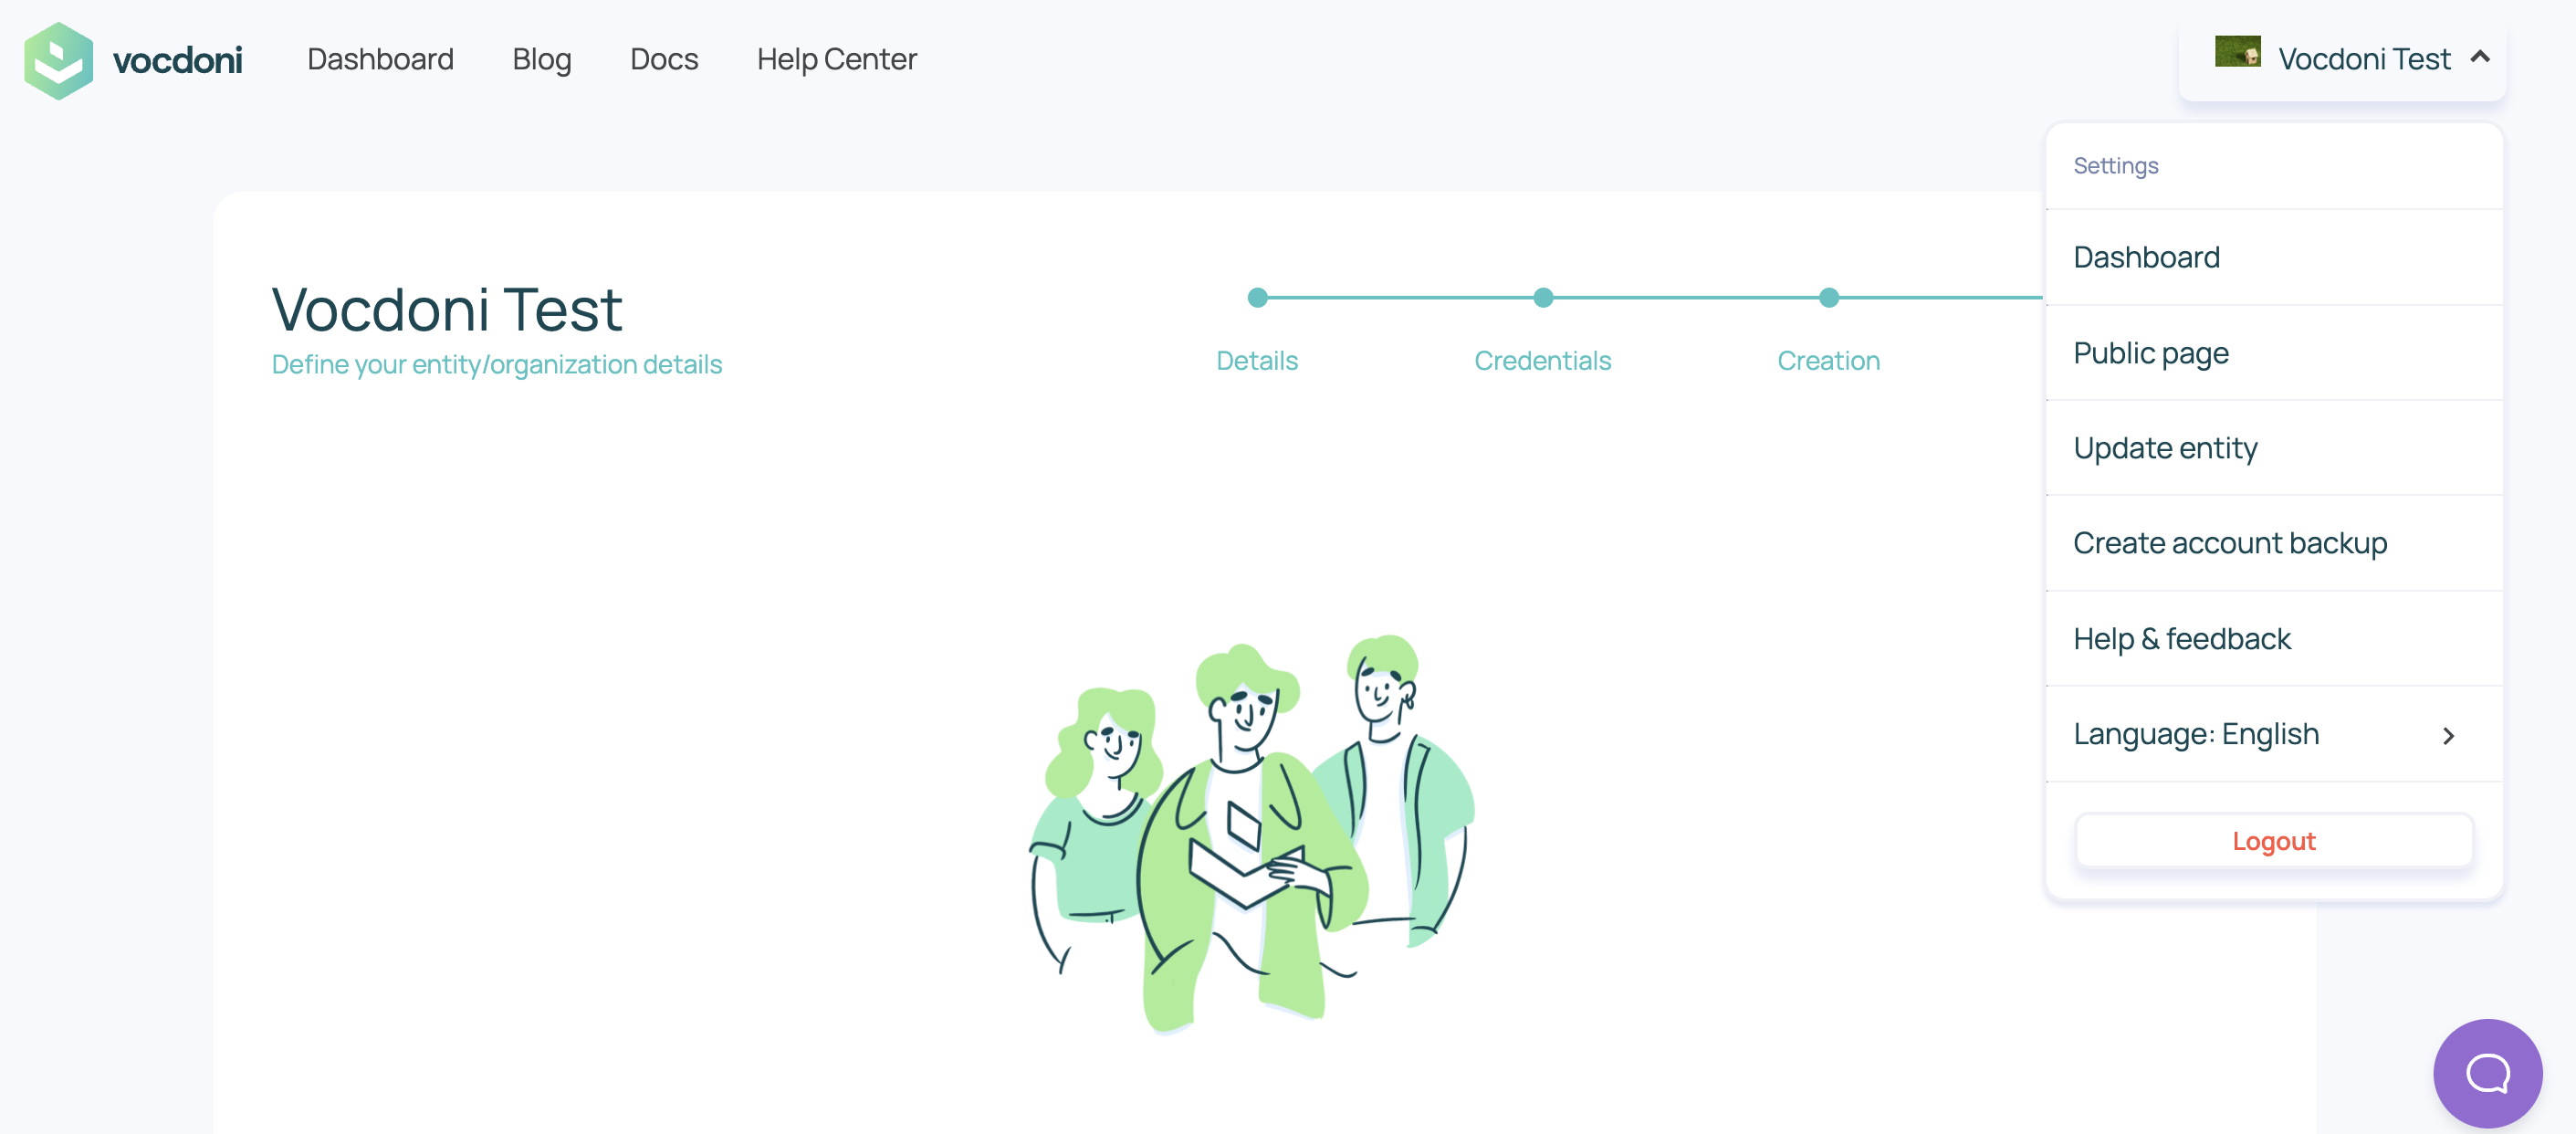 vocdoni
Dashboard
Blog
Docs
Help Center
Vocdoni Test
Settings
Dashboard
Public page
Update entity
Create account backup
Help & feedback
Language: English
Logout
Vocdoni Test
Define your entity/organization details
Details
Credentials
Creation